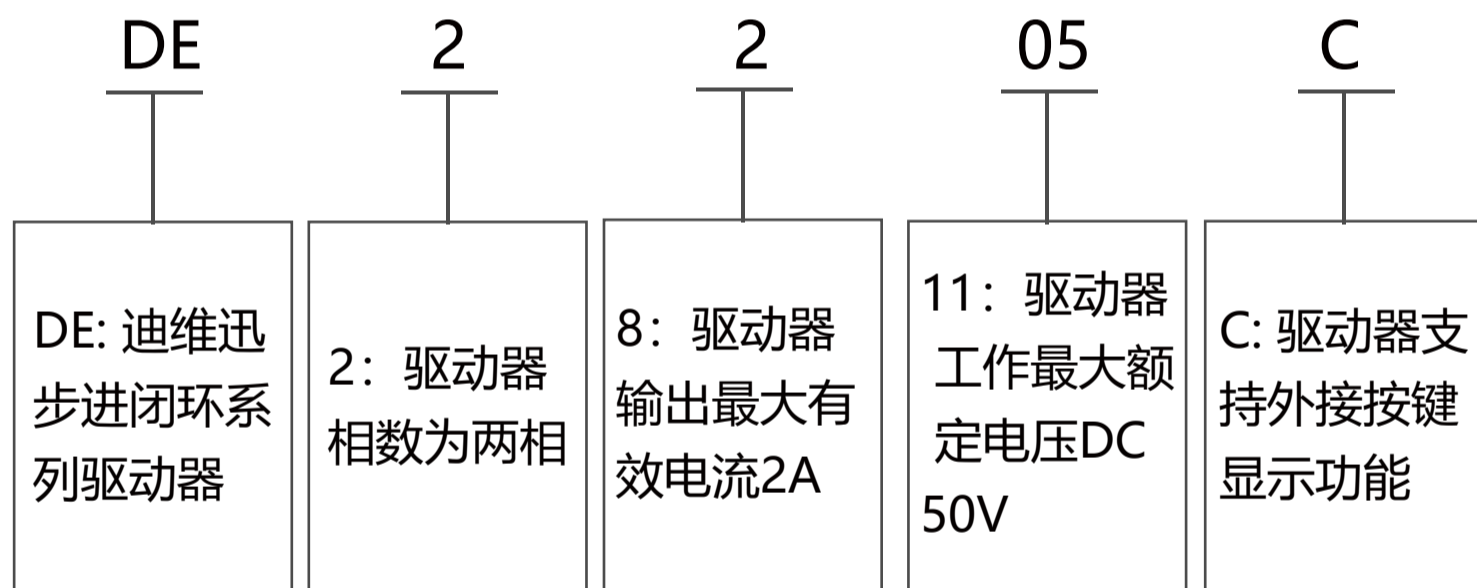 DE 2 2 05 C
DE: 迪维迅
步进闭环系
列驱动器
2：驱动器
相数为两相
8：驱动器
输出最大有
效电流2A
11：驱动器
工作最大额
定电压DC
50V
C: 驱动器支
持外接按键
显示功能